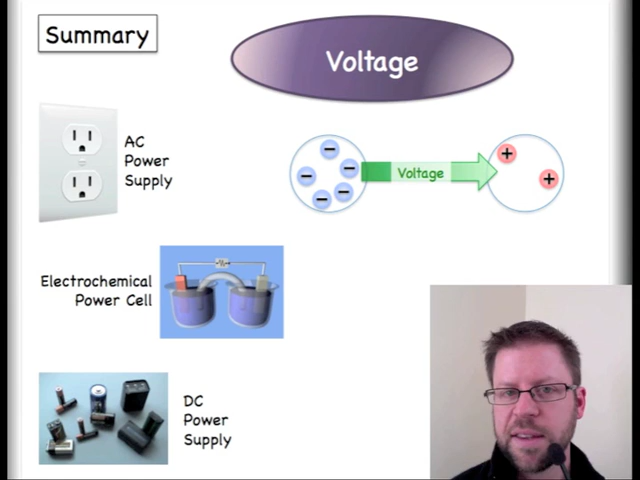 Summary
Voltage
AC
Power
Supply
Voltage
Electrochemical
Power Cell
DC
Power
Supply